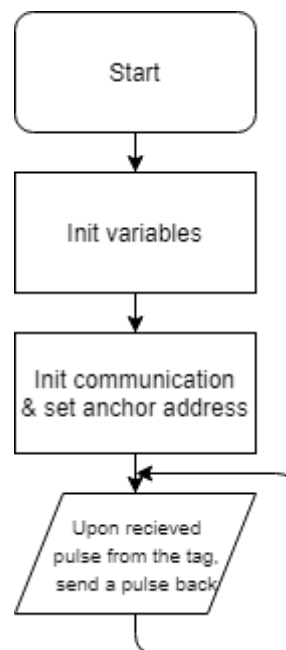 Start
Init variables
Init communication
& set anchor address
Upon recieved
pulse from the tag,
send a pulse back